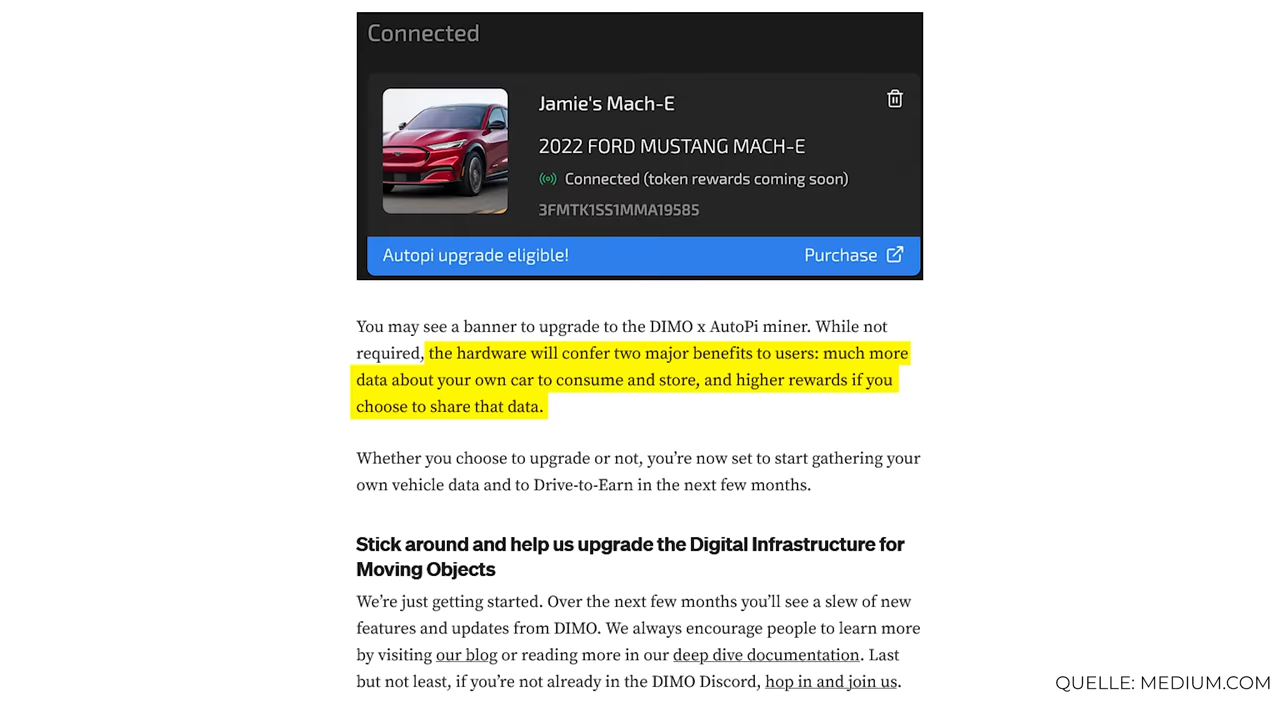 Connected
Jamie's Mach-E
2022 FORD MUSTANG MACH-E
Connected (token rewards coming soon)
3FMTK1SS1MMA19585
Autopi upgrade eligible!
Purchase
You may see a banner to upgrade to the DIMO x AutoPi miner. While not
required, the hardware will confer two major benefits to users: much more
data about your own car to consume and store, and higher rewards if you
choose to share that data.
Whether you choose to upgrade or not, you’re now set to start gathering your
own vehicle data and to Drive-to-Earn in the next few months.
Stick around and help us upgrade the Digital Infrastructure for
Moving Objects
We’re just getting started. Over the next few months you’ll see a slew of new
features and updates from DIMO. We always encourage people to learn more
by visiting our blog or reading more in our deep dive documentation. Last
but not least, if you’re not already in the DIMO Discord, hop in and join us.
QUELLE: MEDIUM.COM